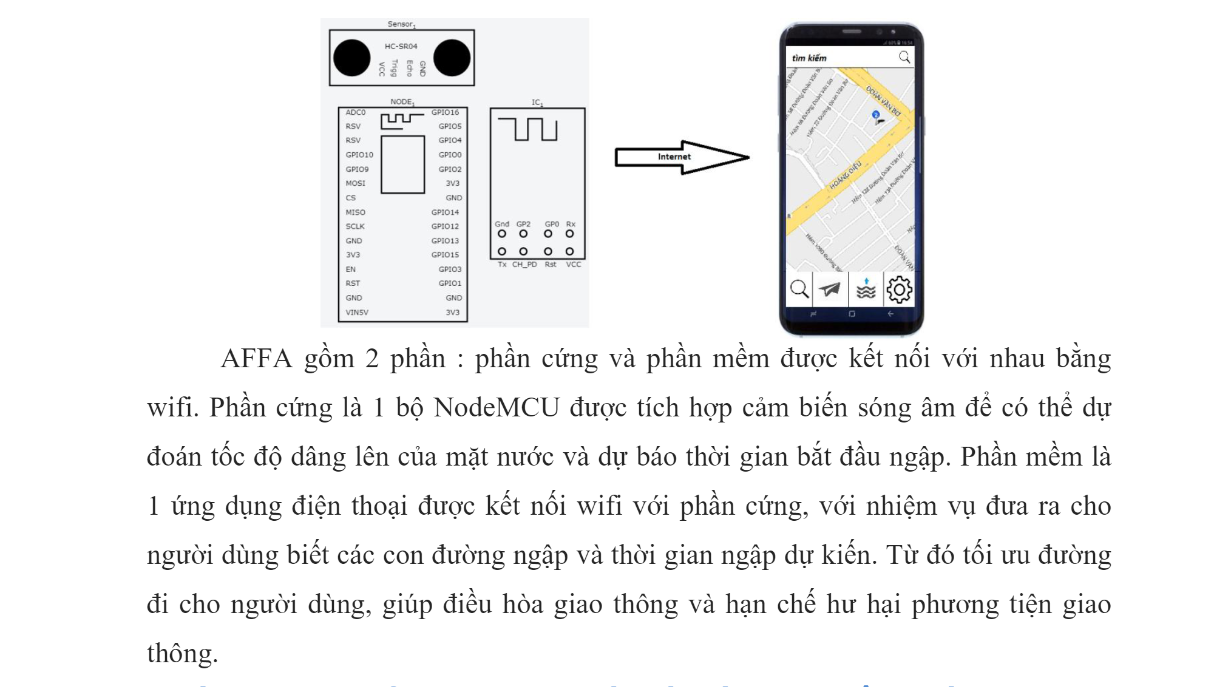 Sensor1
HC-SR04
VCC
Trigg
Echo
GND
NODE1
ADC0 GPIO16
RSV GPIO5
RSV GPIO4
GPIO10 GPIO0
GPIO9 GPIO2
MOSI 3V3
CS GND
MISO GPIO14
SCLK GPIO12
GND GPIO13
3V3 GPIO15
EN GPIO3
RST GPIO1
GND GND
VIN5V 3V3
IC1
Gnd GP2 GP0 Rx
Tx CH_PD Rst VCC
Internet
tìm kiếm
ĐOÀN VĂN BƠ
HOÀNG DIỆU
AFFA gồm 2 phần : phần cứng và phần mềm được kết nối với nhau bằng
wifi. Phần cứng là 1 bộ NodeMCU được tích hợp cảm biến sóng âm để có thể dự
đoán tốc độ dâng lên của mặt nước và dự báo thời gian bắt đầu ngập. Phần mềm là
1 ứng dụng điện thoại được kết nối wifi với phần cứng, với nhiệm vụ đưa ra cho
người dùng biết các con đường ngập và thời gian ngập dự kiến. Từ đó tối ưu đường
đi cho người dùng, giúp điều hòa giao thông và hạn chế hư hại phương tiện giao
thông.